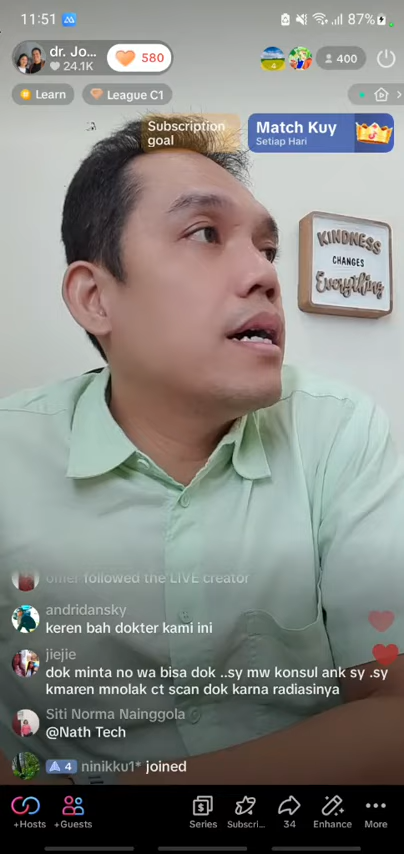 11:51
87%
dr. Jo...
24.1K
580
400
Learn
League C1
Subscription
goal
Match Kuy
Setiap Hari
KINDNESS
CHANGES
Everything
omer followed the LIVE creator
andridansky
keren bah dokter kami ini
jiejie
dok minta no wa bisa dok ..sy mw konsul ank sy .sy
kmaren mnolak ct scan dok karna radiasinya
Siti Norma Nainggola
@Nath Tech
4 ninikku1* joined
+Hosts
+Guests
Series
Subscri...
34
Enhance
More